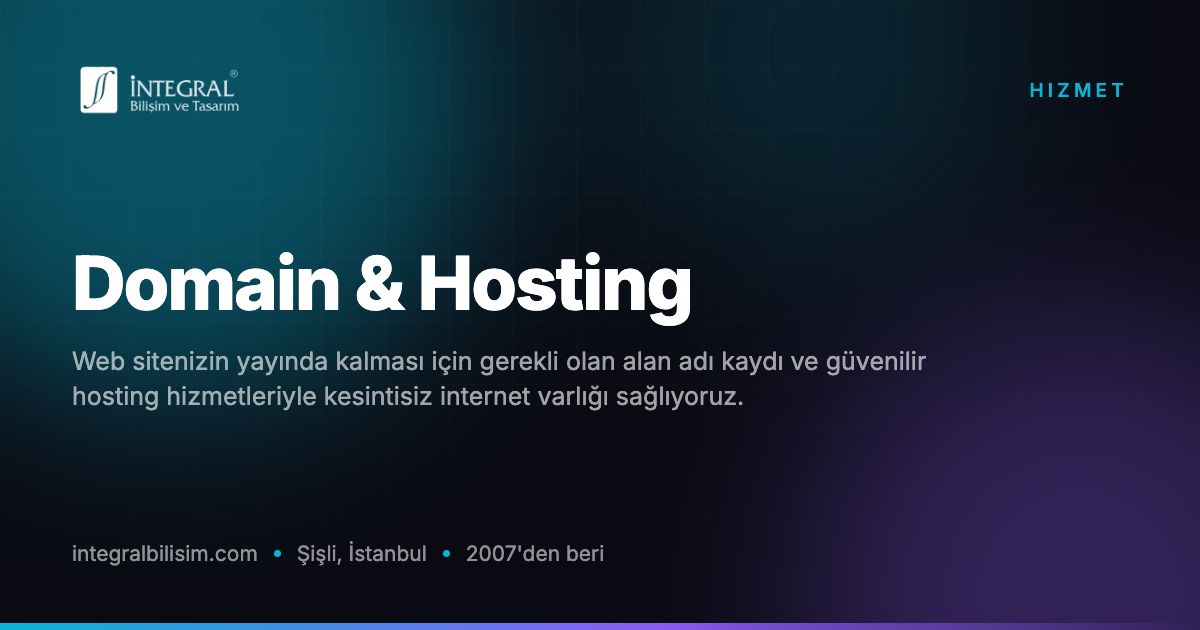 İNTEGRAL®
Bilişim ve Tasarım
HIZMET
Domain & Hosting
Web sitenizin yayında kalması için gerekli olan alan adı kaydı ve güvenilir
hosting hizmetleriyle kesintisiz internet varlığı sağlıyoruz.
integralbilisim.com • Şişli, İstanbul • 2007'den beri